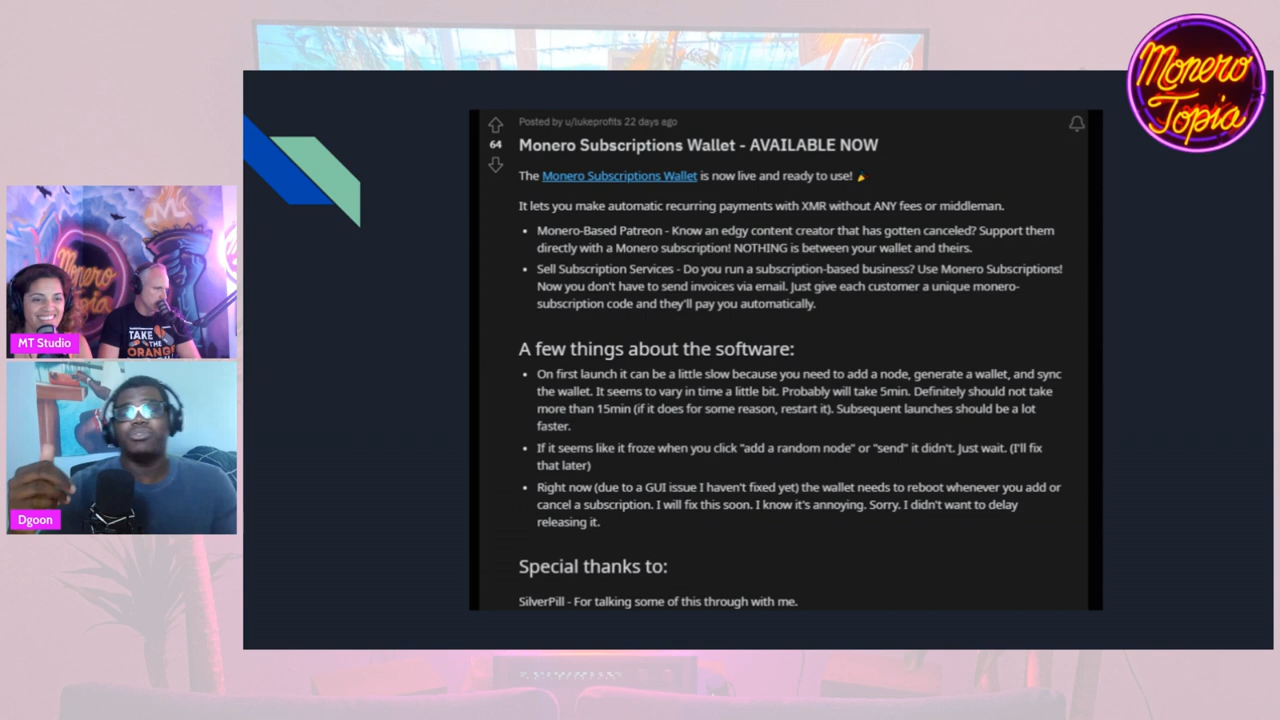 Monero
Topia
Posted by u/lukeprofits 22 days ago
64
Monero Subscriptions Wallet - AVAILABLE NOW
The Monero Subscriptions Wallet is now live and ready to use!
It lets you make automatic recurring payments with XMR without ANY fees or middleman.
• Monero-Based Patreon - Know an edgy content creator that has gotten canceled? Support them
directly with a Monero subscription! NOTHING is between your wallet and theirs.
• Sell Subscription Services - Do you run a subscription-based business? Use Monero Subscriptions!
Now you don't have to send invoices via email. Just give each customer a unique monero-
subscription code and they'll pay you automatically.
A few things about the software:
• On first launch it can be a little slow because you need to add a node, generate a wallet, and sync
the wallet. It seems to vary in time a little bit. Probably will take 5min. Definitely should not take
more than 15min (if it does for some reason, restart it). Subsequent launches should be a lot
faster.
• If it seems like it froze when you click "add a random node" or "send" it didn't. Just wait. (I'll fix
that later)
• Right now (due to a GUI issue I haven't fixed yet) the wallet needs to reboot whenever you add or
cancel a subscription. I will fix this soon. I know it's annoying. Sorry. I didn't want to delay
releasing it.
Special thanks to:
SilverPill - For talking some of this through with me.
Monero
TAKE
THE
ORANGE
MT Studio
Dgoon